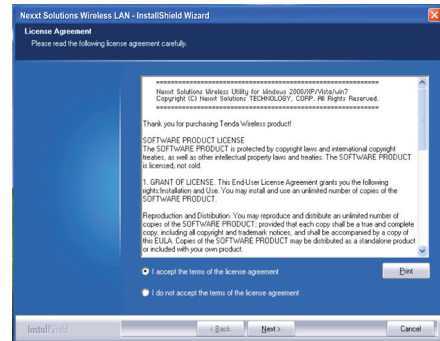 Nexxt Solutions Wireless LAN - InstallShield Wizard
License Agreement
Please read the following license agreement carefully.
Nexxt Solutions Wireless Utility for Windows 2000/XP/Vista/win7
Copyright (C) Nexxt Solutions TECHNOLOGY, CORP. All Rights Reserved.
Thank you for purchasing Tenda Wireless product!
SOFTWARE PRODUCT LICENSE
The SOFTWARE PRODUCT is protected by copyright laws and international copyright
treaties, as well as other intellectual property laws and treaties. The SOFTWARE PRODUCT
is licensed, not sold.
1. GRANT OF LICENSE. This End-User License Agreement grants you the following
rights:Installation and Use. You may install and use an unlimited number of copies of the
SOFTWARE PRODUCT.
Reproduction and Distribution. You may reproduce and distribute an unlimited number of
copies of the SOFTWARE PRODUCT; provided that each copy shall be a true and complete
copy, including all copyright and trademark notices, and shall be accompanied by a copy of
this EULA. Copies of the SOFTWARE PRODUCT may be distributed as a standalone product
or included with your own product.
I accept the terms of the license agreement
Print
I do not accept the terms of the license agreement
InstallShield
< Back
Next >
Cancel